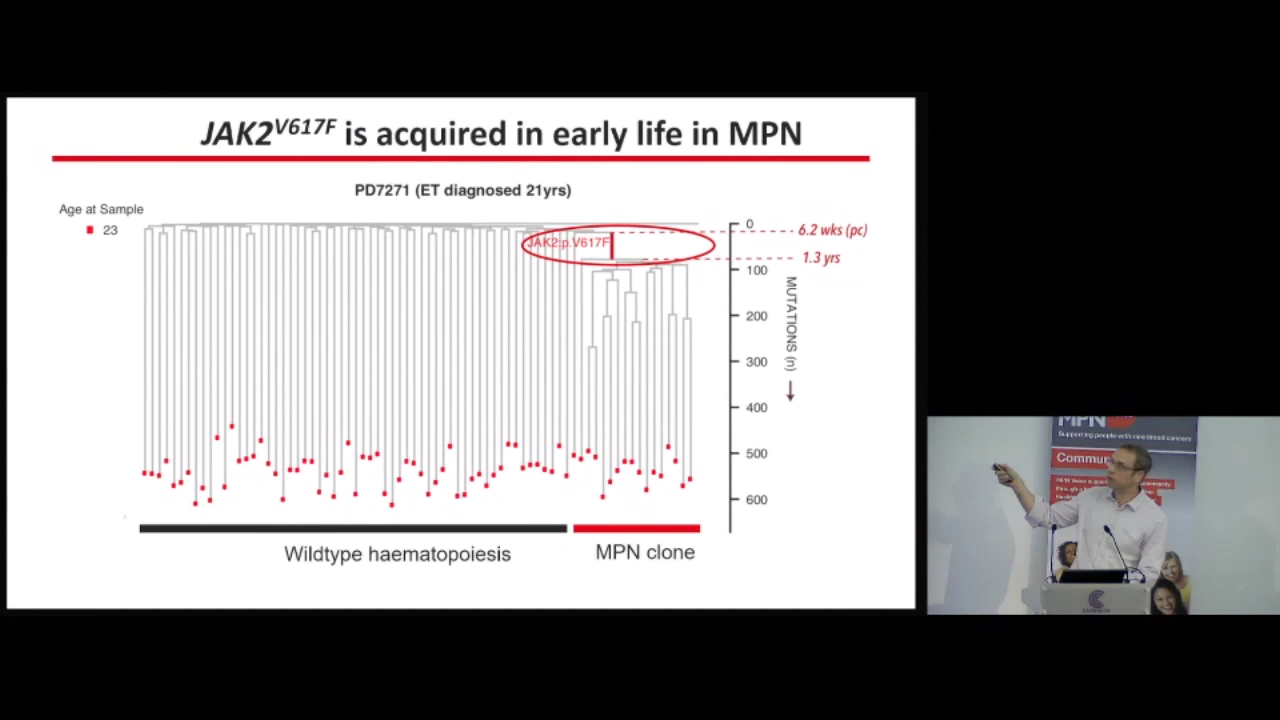 JAK2V617F is acquired in early life in MPN
PD7271 (ET diagnosed 21yrs)
Age at Sample
23
JAK2:p.V617F
0
100
200
300
400
500
600
6.2 wks (pc)
1.3 yrs
MUTATIONS (n)
Wildtype haematopoiesis
MPN clone
MPN
Supporting people with rare blood cancers
Commu